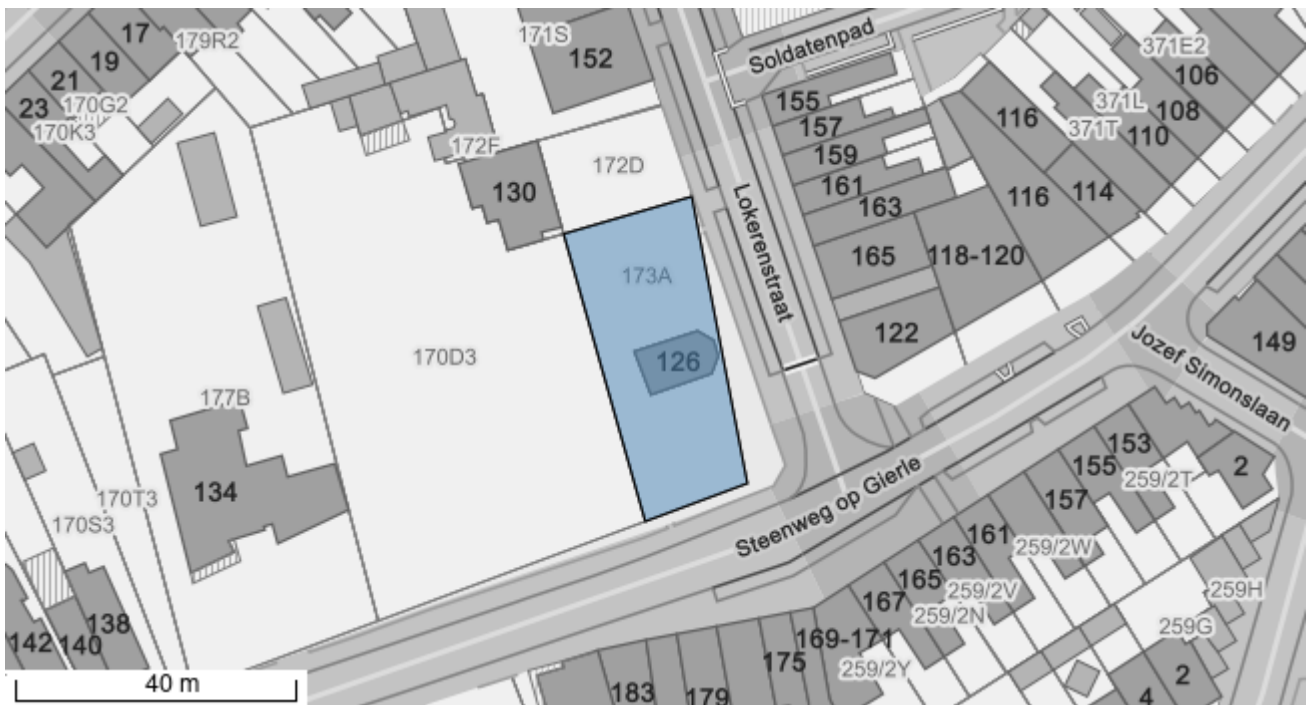 17
19
21
23
179R2
170G2
170K3
171S
152
172F
130
172D
173A
126
170D3
177B
134
170T3
170S3
142
140
138
Soldatenpad
Lokerenstraat
155
157
159
161
163
165
122
118-120
116
116
114
110
108
106
371E2
371L
371T
Jozef Simonslaan
149
Steenweg op Gierle
153
155
157
161
163
165
167
169-171
175
179
183
2
259/2T
259/2W
259/2V
259/2N
259/2Y
259H
259G
2
4
40 m